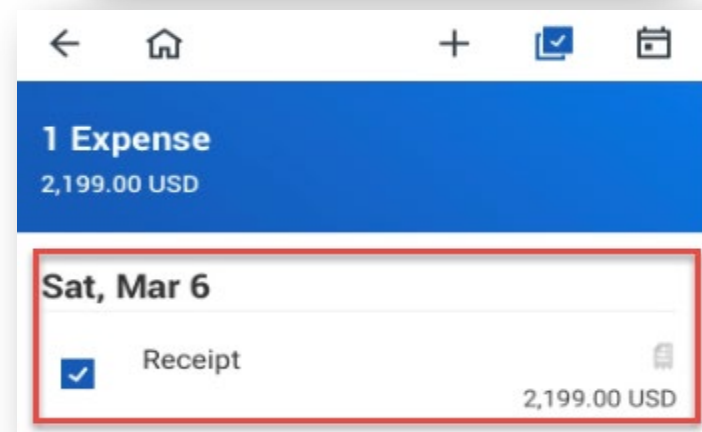 1 Expense
2,199.00 USD
Sat, Mar 6
Receipt
2,199.00 USD